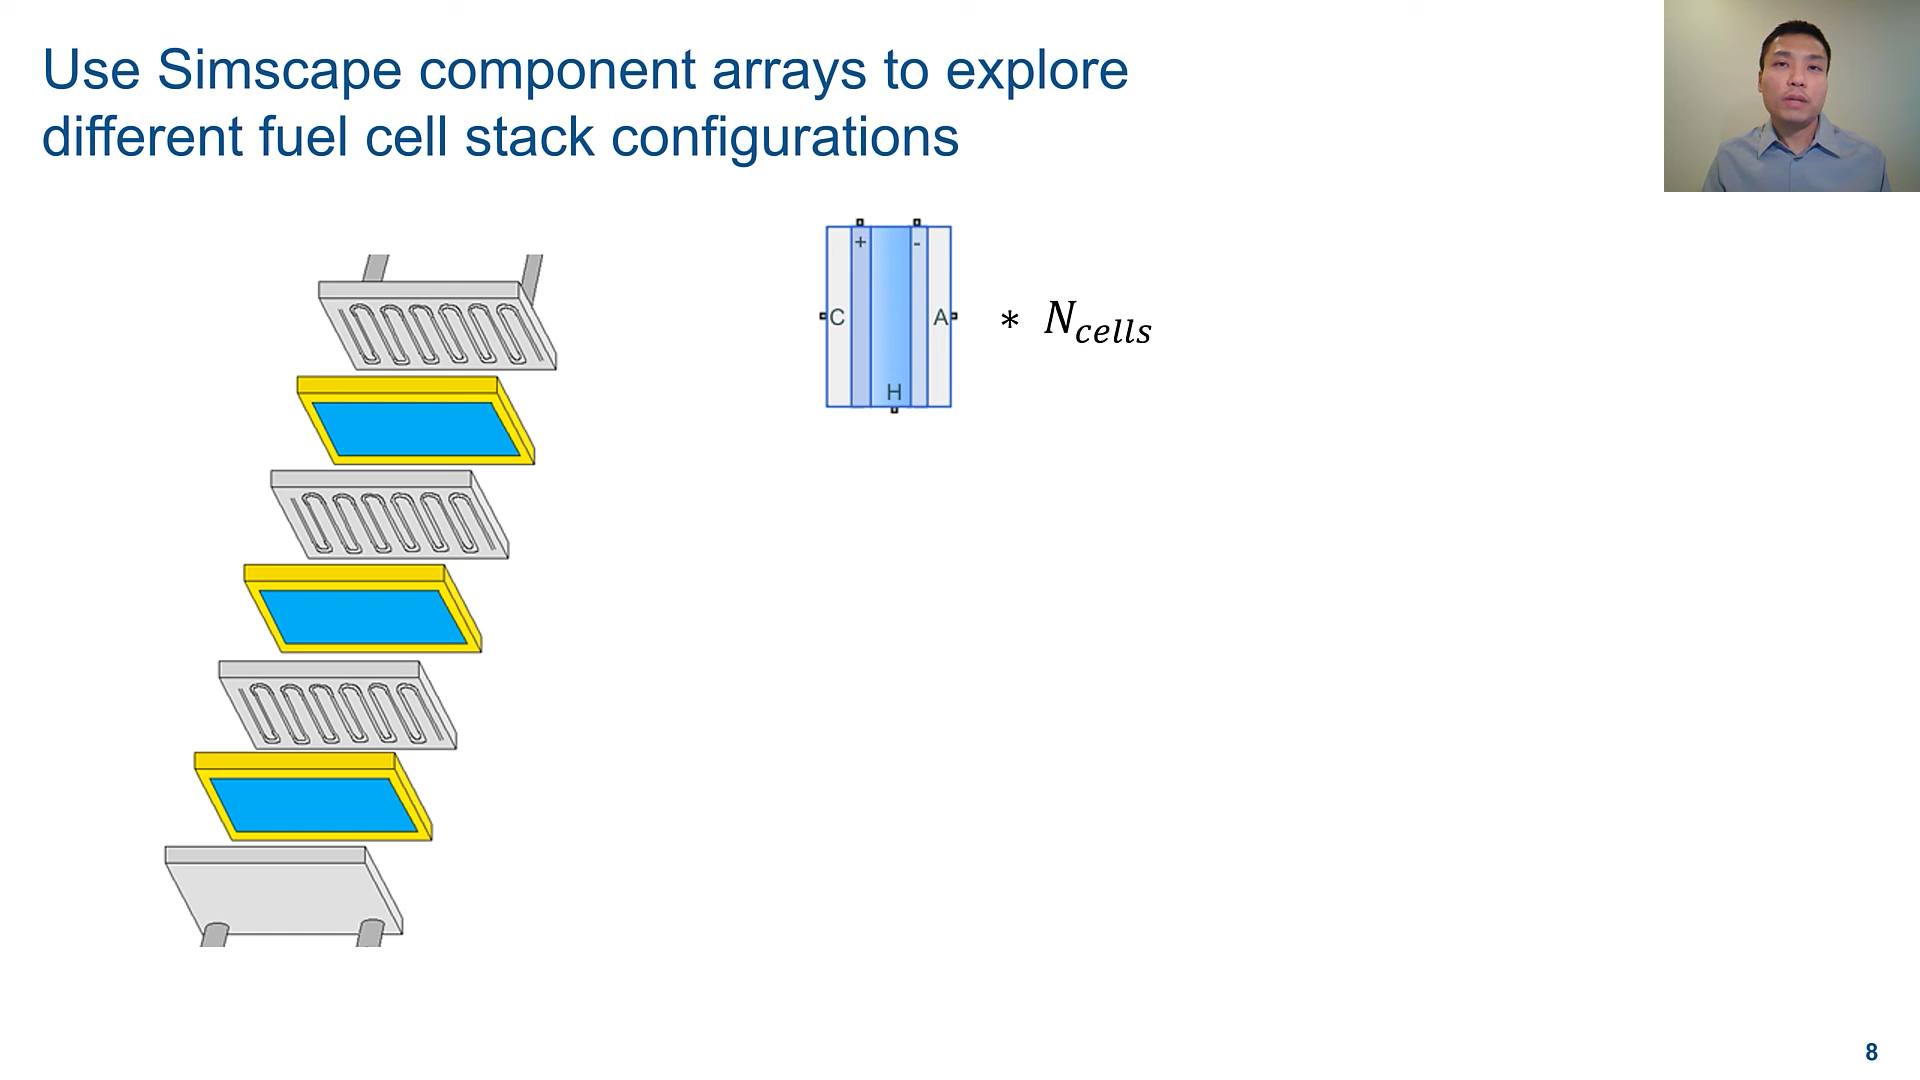 Use Simscape component arrays to explore
different fuel cell stack configurations
+ -
C A
∗ N_cells
H
8